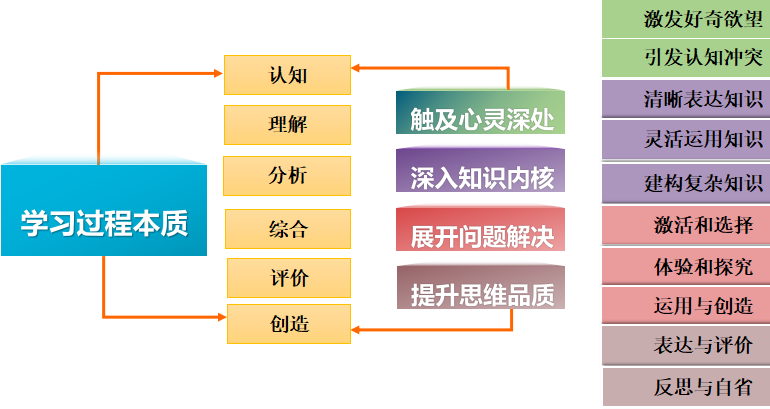 学习过程本质
认知
理解
分析
综合
评价
创造
触及心灵深处
深入知识内核
展开问题解决
提升思维品质
激发好奇欲望
引发认知冲突
清晰表达知识
灵活运用知识
建构复杂知识
激活和选择
体验和探究
运用与创造
表达与评价
反思与自省